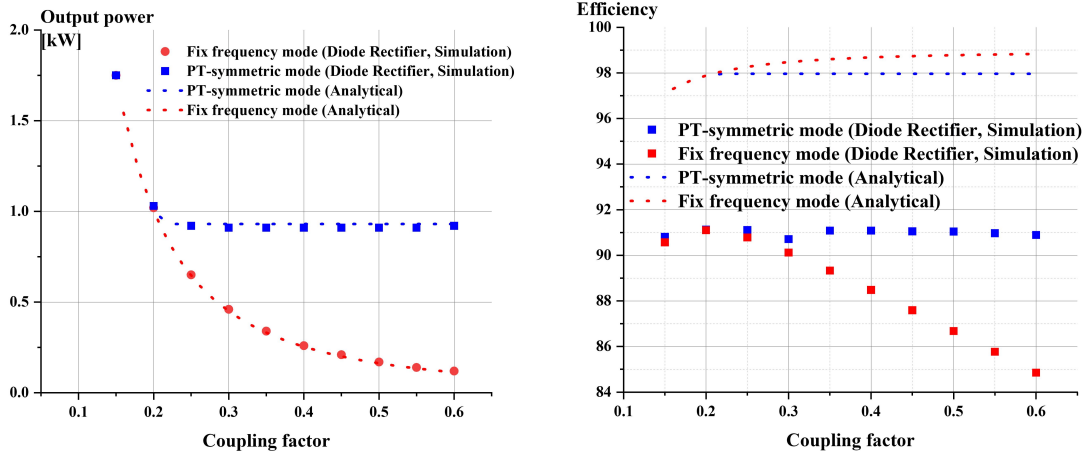 Output power
[kW]
2.0
1.5
1.0
0.5
0.0
0.1 0.2 0.3 0.4 0.5 0.6
Coupling factor
Fix frequency mode (Diode Rectifier, Simulation)
PT-symmetric mode (Diode Rectifier, Simulation)
PT-symmetric mode (Analytical)
Fix frequency mode (Analytical)
Efficiency
100
98
96
94
92
90
88
86
84
0.1 0.2 0.3 0.4 0.5 0.6
Coupling factor
PT-symmetric mode (Diode Rectifier, Simulation)
Fix frequency mode (Diode Rectifier, Simulation)
PT-symmetric mode (Analytical)
Fix frequency mode (Analytical)